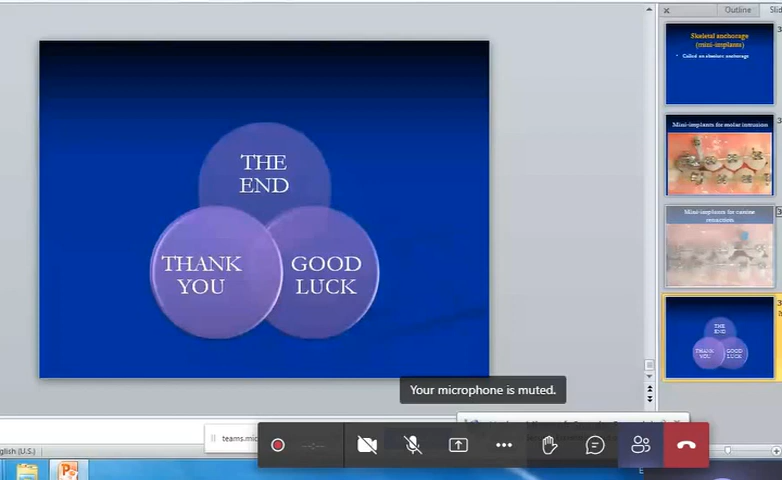 Outline
Skeletal anchorage
(mini-implants)
• Called as absolute anchorage
Mini-implants for molar intrusion
Mini-implants for canine
retraction
THE
END
THANK
YOU
GOOD
LUCK
THE
END
THANK
YOU
GOOD
LUCK
Your microphone is muted.
teams.mic
glish (U.S.)